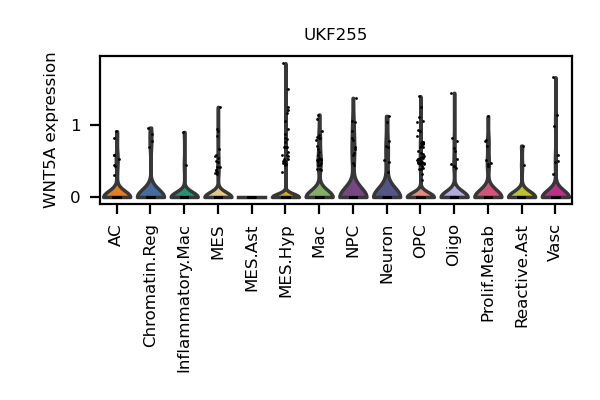 UKF255
WNT5A expression
1
0
AC
Chromatin.Reg
Inflammatory.Mac
MES
MES.Ast
MES.Hyp
Mac
NPC
Neuron
OPC
Oligo
Prolif.Metab
Reactive.Ast
Vasc